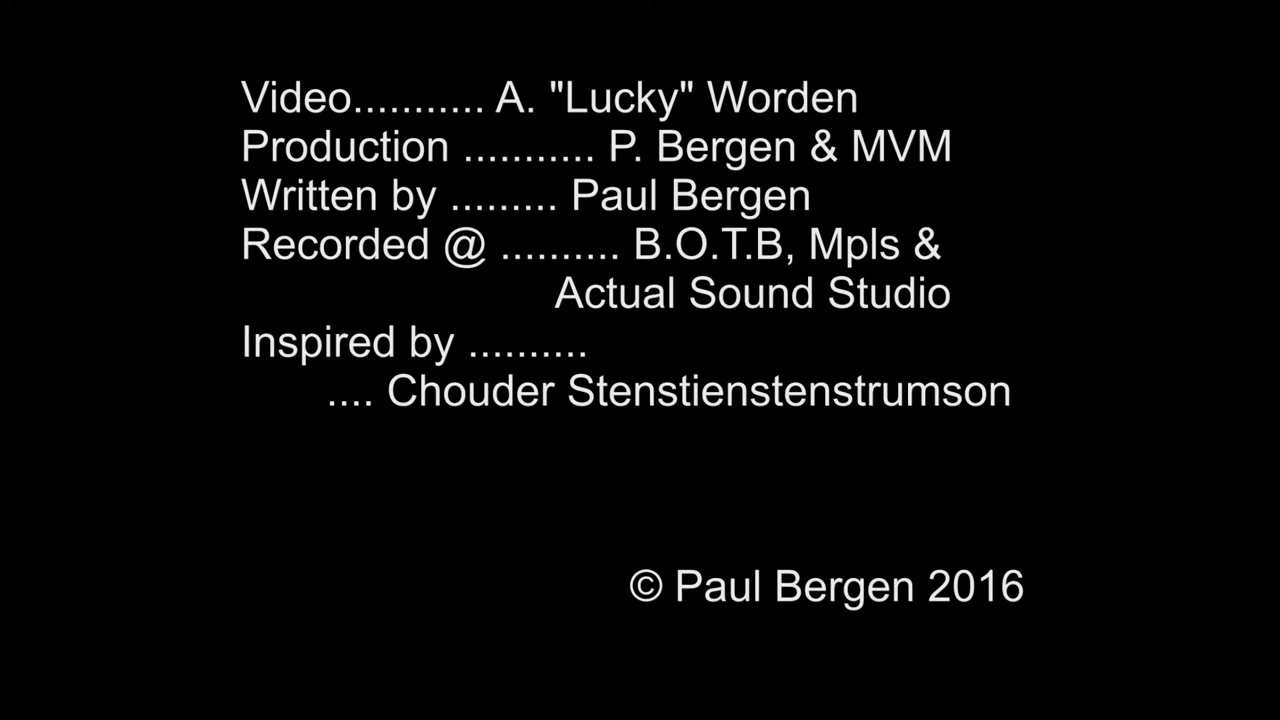 Video........... A. "Lucky" Worden
Production ........... P. Bergen & MVM
Written by ......... Paul Bergen
Recorded @ .......... B.O.T.B, Mpls &
Actual Sound Studio
Inspired by ..........
.... Chouder Stenstienstenstrumson
© Paul Bergen 2016